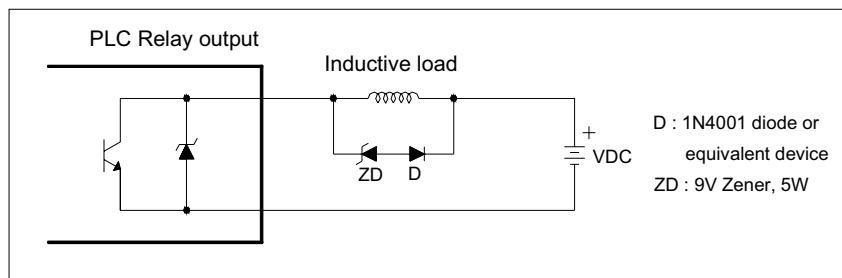 PLC Relay output
Inductive load
ZD
D
+
VDC
D : 1N4001 diode or
equivalent device
ZD : 9V Zener, 5W